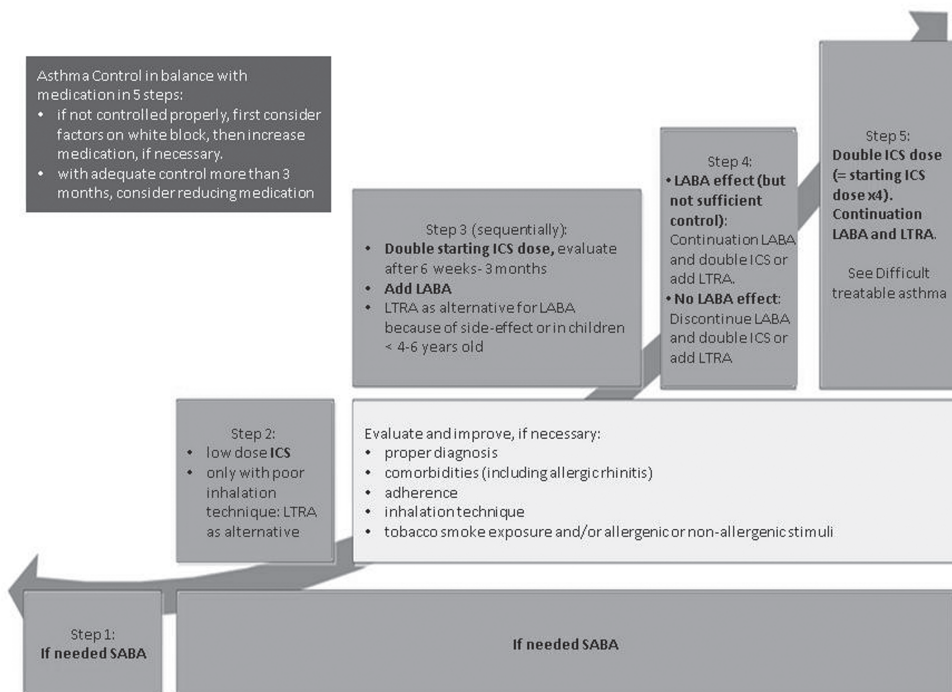 Asthma Control in balance with
medication in 5 steps:
• if not controlled properly, first consider
factors on white block, then increase
medication, if necessary.
• with adequate control more than 3
months, consider reducing medication
Step 5:
Double ICS dose
(= starting ICS
dose x4).
Continuation
LABA and LTRA.
See Difficult
treatable asthma
Step 4:
• LABA effect (but
not sufficient
control):
Continuation LABA
and double ICS or
add LTRA.
• No LABA effect:
Discontinue LABA
and double ICS or
add LTRA
Step 3 (sequentially):
• Double starting ICS dose, evaluate
after 6 weeks- 3 months
• Add LABA
• LTRA as alternative for LABA
because of side-effect or in children
< 4-6 years old
Step 2:
• low dose ICS
• only with poor
inhalation
technique: LTRA
as alternative
Evaluate and improve, if necessary:
• proper diagnosis
• comorbidities (including allergic rhinitis)
• adherence
• inhalation technique
• tobacco smoke exposure and/or allergenic or non-allergenic stimuli
Step 1:
If needed SABA
If needed SABA